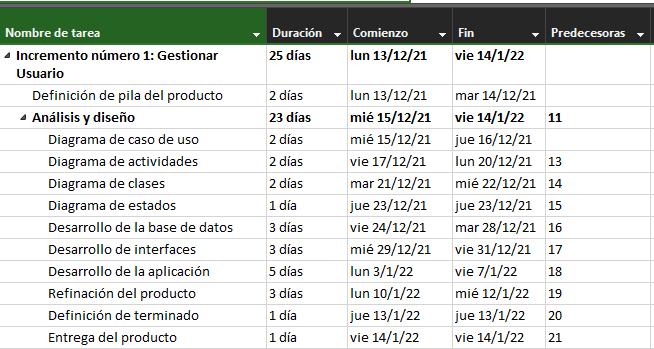 Nombre de tarea Duración Comienzo Fin Predecesoras
Incremento número 1: Gestionar 25 días lun 13/12/21 vie 14/1/22
Usuario
Definición de pila del producto 2 días lun 13/12/21 mar 14/12/21
Análisis y diseño 23 días mié 15/12/21 vie 14/1/22 11
Diagrama de caso de uso 2 días mié 15/12/21 jue 16/12/21
Diagrama de actividades 2 días vie 17/12/21 lun 20/12/21 13
Diagrama de clases 2 días mar 21/12/21 mié 22/12/21 14
Diagrama de estados 1 día jue 23/12/21 jue 23/12/21 15
Desarrollo de la base de datos 3 días vie 24/12/21 mar 28/12/21 16
Desarrollo de interfaces 3 días mié 29/12/21 vie 31/12/21 17
Desarrollo de la aplicación 5 días lun 3/1/22 vie 7/1/22 18
Refinación del producto 3 días lun 10/1/22 mié 12/1/22 19
Definición de terminado 1 día jue 13/1/22 jue 13/1/22 20
Entrega del producto 1 día vie 14/1/22 vie 14/1/22 21